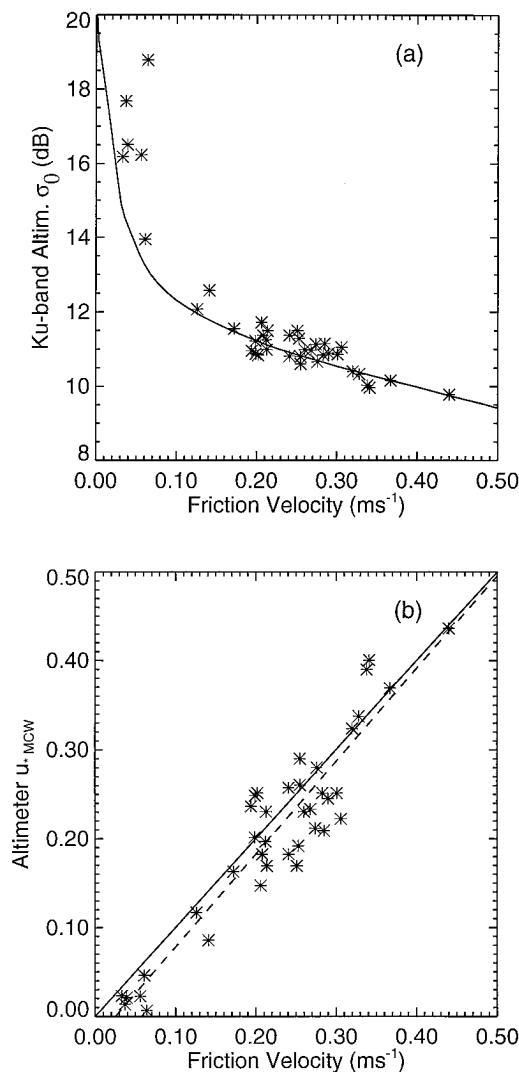 (a)
20
18
16
14
12
10
8
Ku-band Altim. σ0 (dB)
0.00 0.10 0.20 0.30 0.40 0.50
Friction Velocity (ms-1)
(b)
0.50
0.40
0.30
0.20
0.10
0.00
Altimeter u*MCW
0.00 0.10 0.20 0.30 0.40 0.50
Friction Velocity (ms-1)